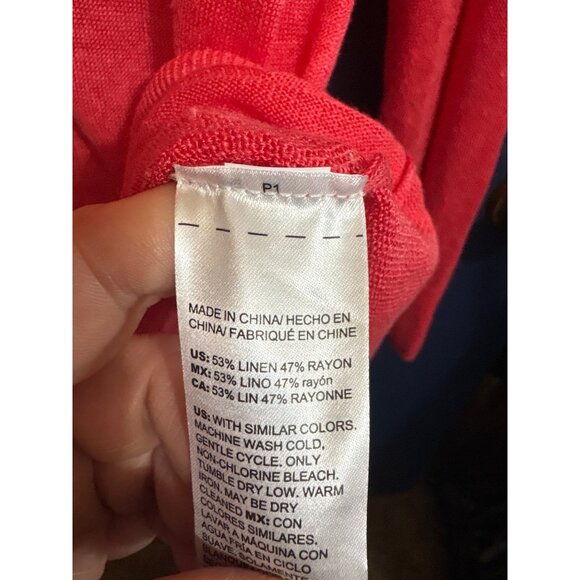 P1
MADE IN CHINA/ HECHO EN
CHINA/ FABRIQUÉ EN CHINE
US: 53% LINEN 47% RAYON
MX: 53% LINO 47% rayón
CA: 53% LIN 47% RAYONNE
US: WITH SIMILAR COLORS.
MACHINE WASH COLD,
GENTLE CYCLE. ONLY
NON-CHLORINE BLEACH.
TUMBLE DRY LOW. WARM
IRON. MAY BE DRY
CLEANED MX: CON
COLORES SIMILARES.
LAVAR A MÁQUINA CON
AGUA FRÍA EN CICLO
SUAVE.